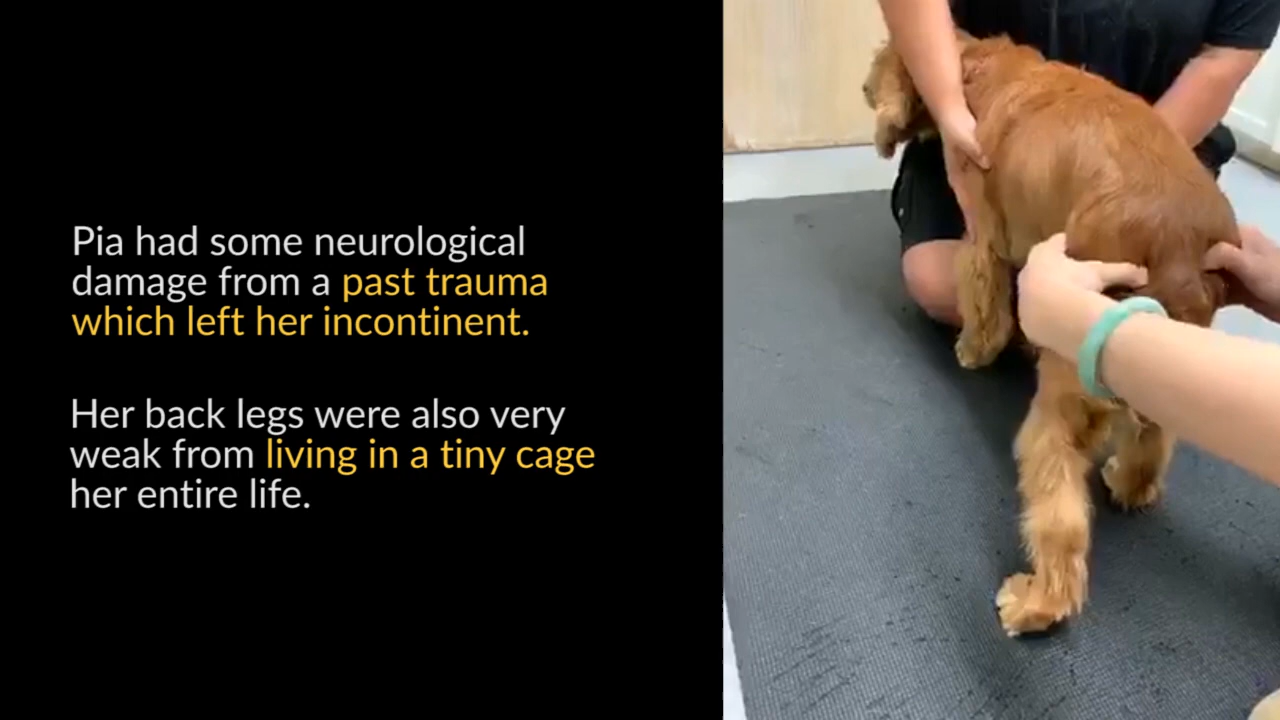 Pia had some neurological
damage from a past trauma
which left her incontinent.
Her back legs were also very
weak from living in a tiny cage
her entire life.